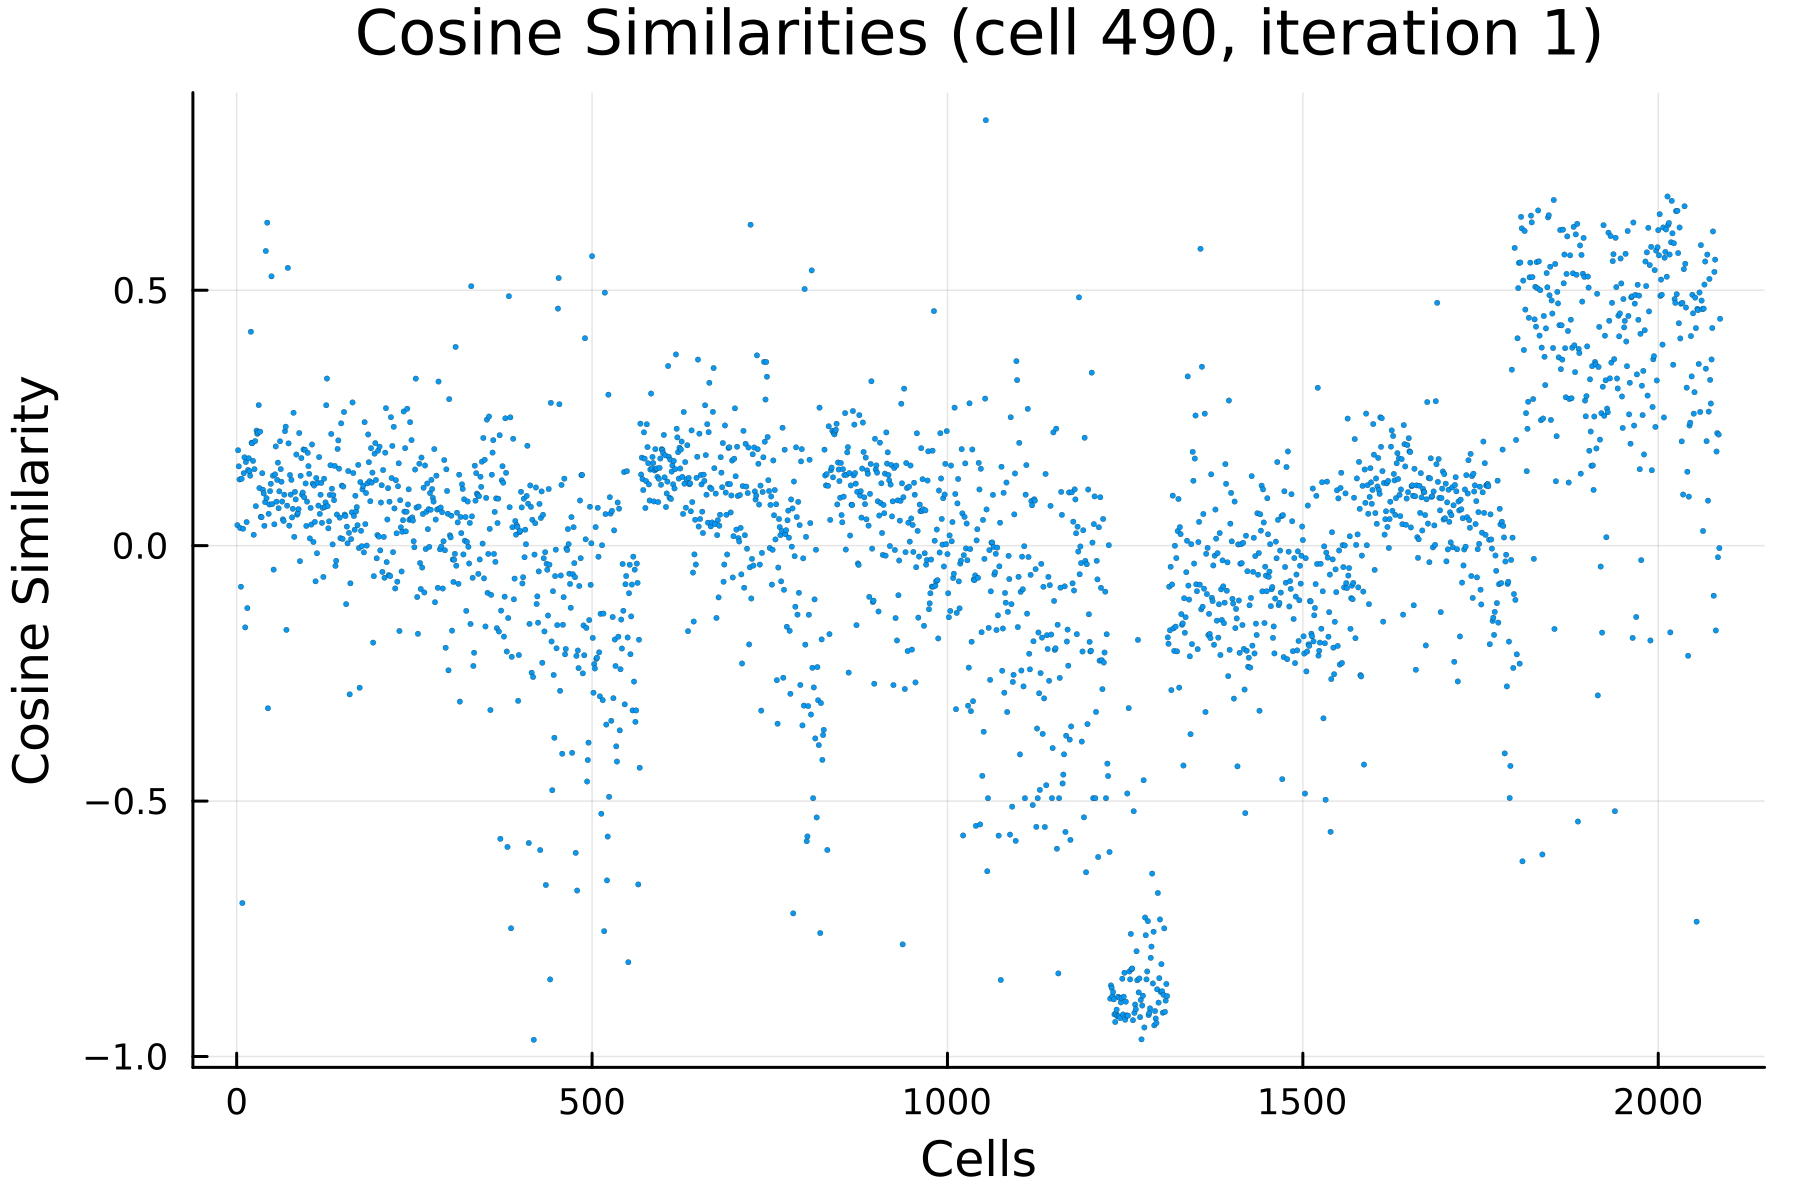 Cosine Similarities (cell 490, iteration 1)
Cosine Similarity
0.5
0.0
−0.5
−1.0
0 500 1000 1500 2000
Cells